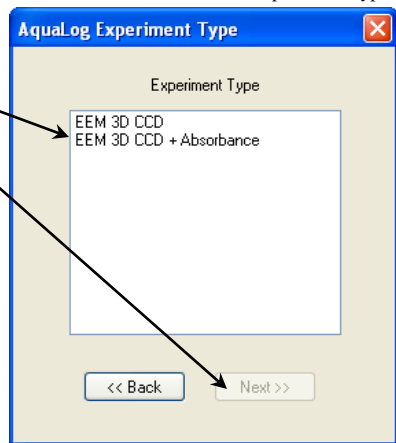 AquaLog Experiment Type
Experiment Type
EEM 3D CCD
EEM 3D CCD + Absorbance
<< Back
Next >>